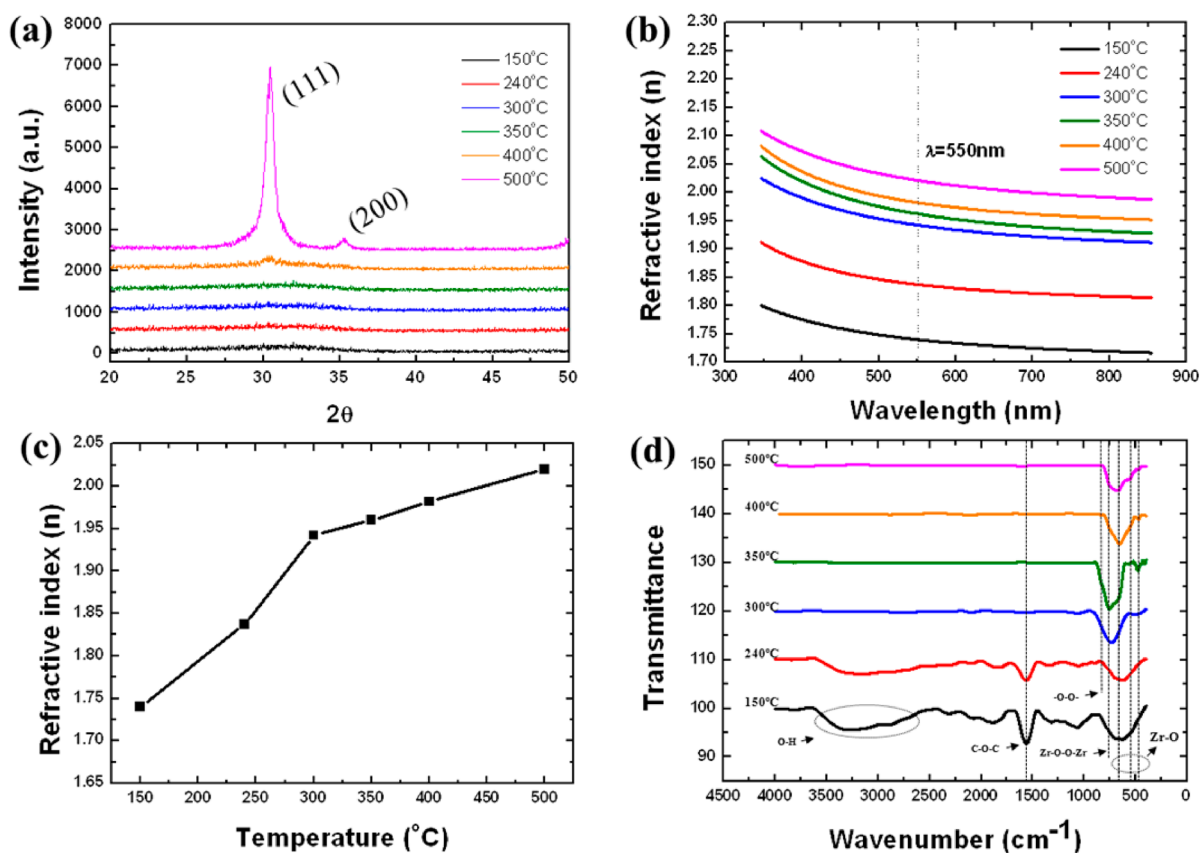 (a)
8000
7000
6000
5000
4000
3000
2000
1000
0
Intensity (a.u.)
(111)
(200)
150°C
240°C
300°C
350°C
400°C
500°C
20 25 30 35 40 45 50
2θ
(b)
2.30
2.25
2.20
2.15
2.10
2.05
2.00
1.95
1.90
1.85
1.80
1.75
1.70
Refractive index (n)
150°C
240°C
300°C
350°C
400°C
500°C
λ=550nm
300 400 500 600 700 800 900
Wavelength (nm)
(c)
2.05
2.00
1.95
1.90
1.85
1.80
1.75
1.70
1.65
Refractive index (n)
150 200 250 300 350 400 450 500
Temperature (°C)
(d)
150
140
130
120
110
100
90
Transmittance
500°C
400°C
350°C
300°C
240°C
150°C
-O-O-
O-H
C-O-C
Zr-O-O-Zr
Zr-O
4500 4000 3500 3000 2500 2000 1500 1000 500 0
Wavenumber (cm⁻¹)